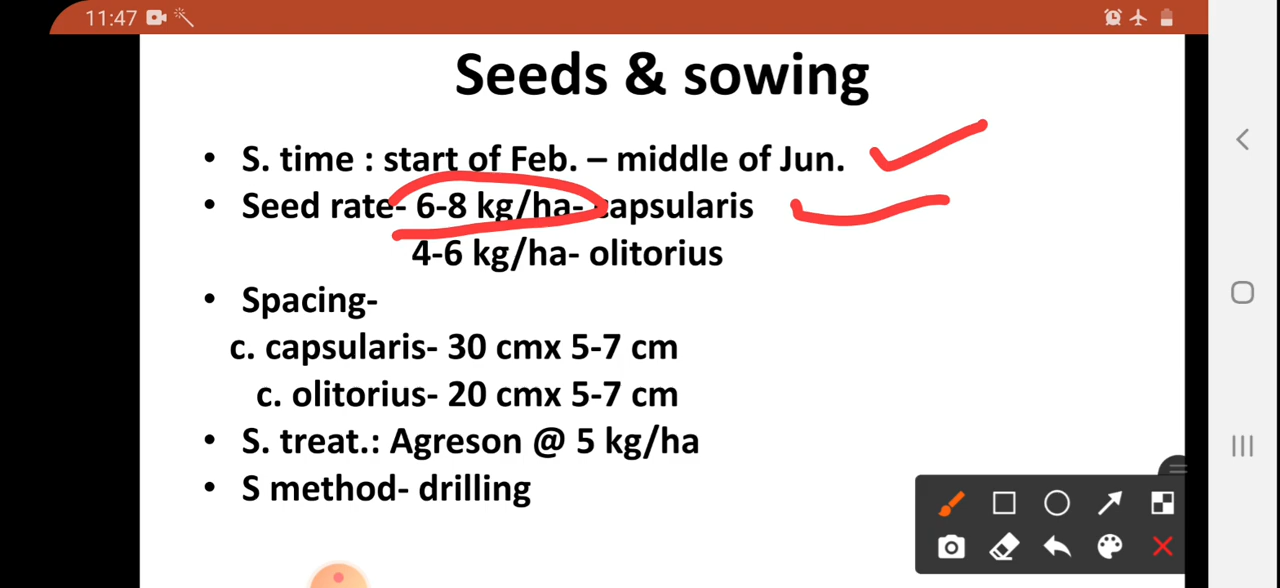 11:47
Seeds & sowing
• S. time : start of Feb. – middle of Jun.
• Seed rate- 6-8 kg/ha- capsularis
4-6 kg/ha- olitorius
• Spacing-
c. capsularis- 30 cmx 5-7 cm
c. olitorius- 20 cmx 5-7 cm
• S. treat.: Agreson @ 5 kg/ha
• S method- drilling